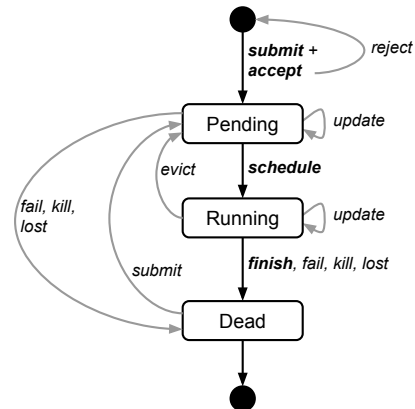 submit +
accept
reject
Pending
update
schedule
evict
Running
update
fail, kill,
lost
submit
finish, fail, kill, lost
Dead